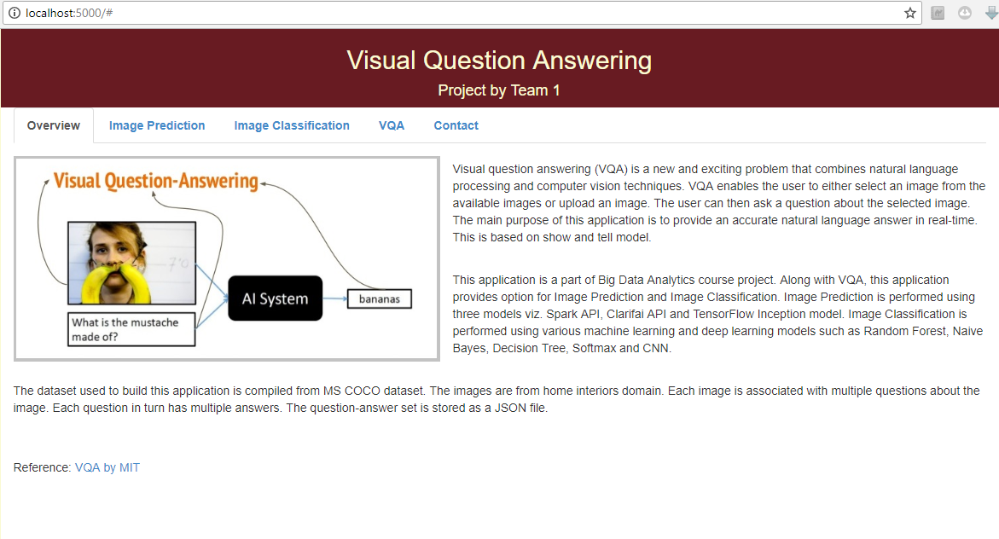 localhost:5000/#
Visual Question Answering
Project by Team 1
Overview Image Prediction Image Classification VQA Contact
Visual Question-Answering
What is the mustache
made of?
AI System
bananas
Visual question answering (VQA) is a new and exciting problem that combines natural language
processing and computer vision techniques. VQA enables the user to either select an image from the
available images or upload an image. The user can then ask a question about the selected image.
The main purpose of this application is to provide an accurate natural language answer in real-time.
This is based on show and tell model.
This application is a part of Big Data Analytics course project. Along with VQA, this application
provides option for Image Prediction and Image Classification. Image Prediction is performed using
three models viz. Spark API, Clarifai API and TensorFlow Inception model. Image Classification is
performed using various machine learning and deep learning models such as Random Forest, Naive
Bayes, Decision Tree, Softmax and CNN.
The dataset used to build this application is compiled from MS COCO dataset. The images are from home interiors domain. Each image is associated with multiple questions about the
image. Each question in turn has multiple answers. The question-answer set is stored as a JSON file.
Reference: VQA by MIT